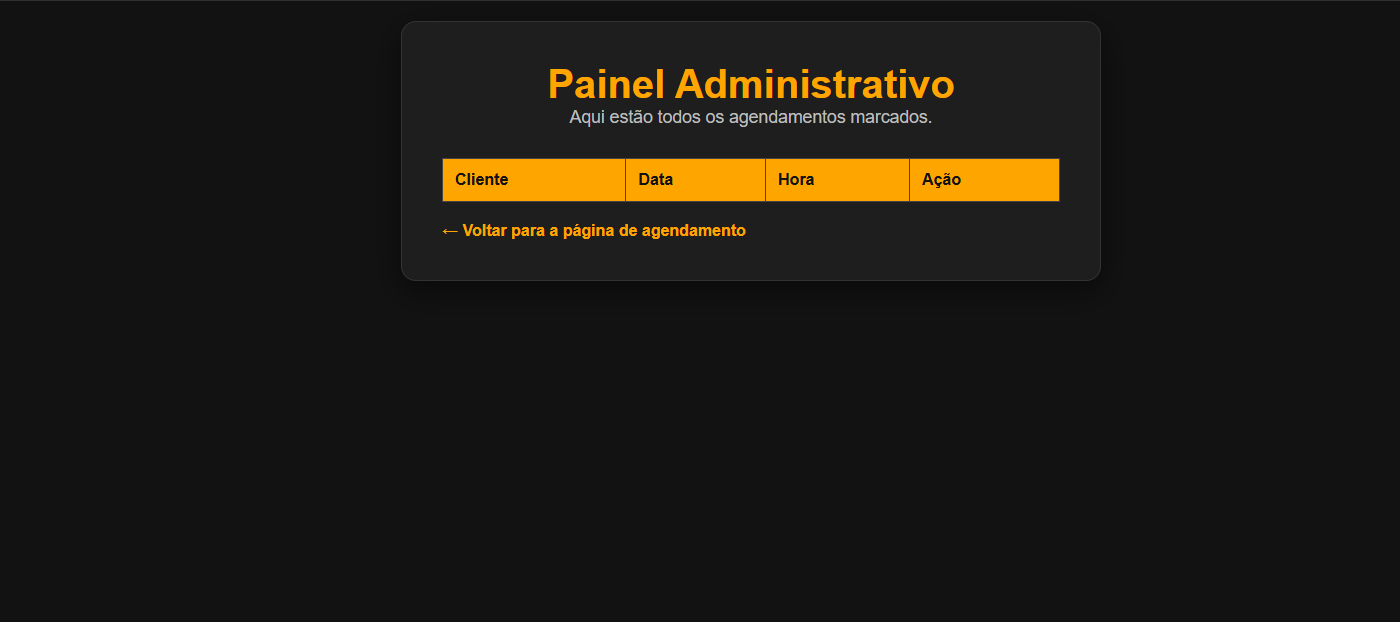 Painel Administrativo
Aqui estão todos os agendamentos marcados.
Cliente Data Hora Ação
← Voltar para a página de agendamento